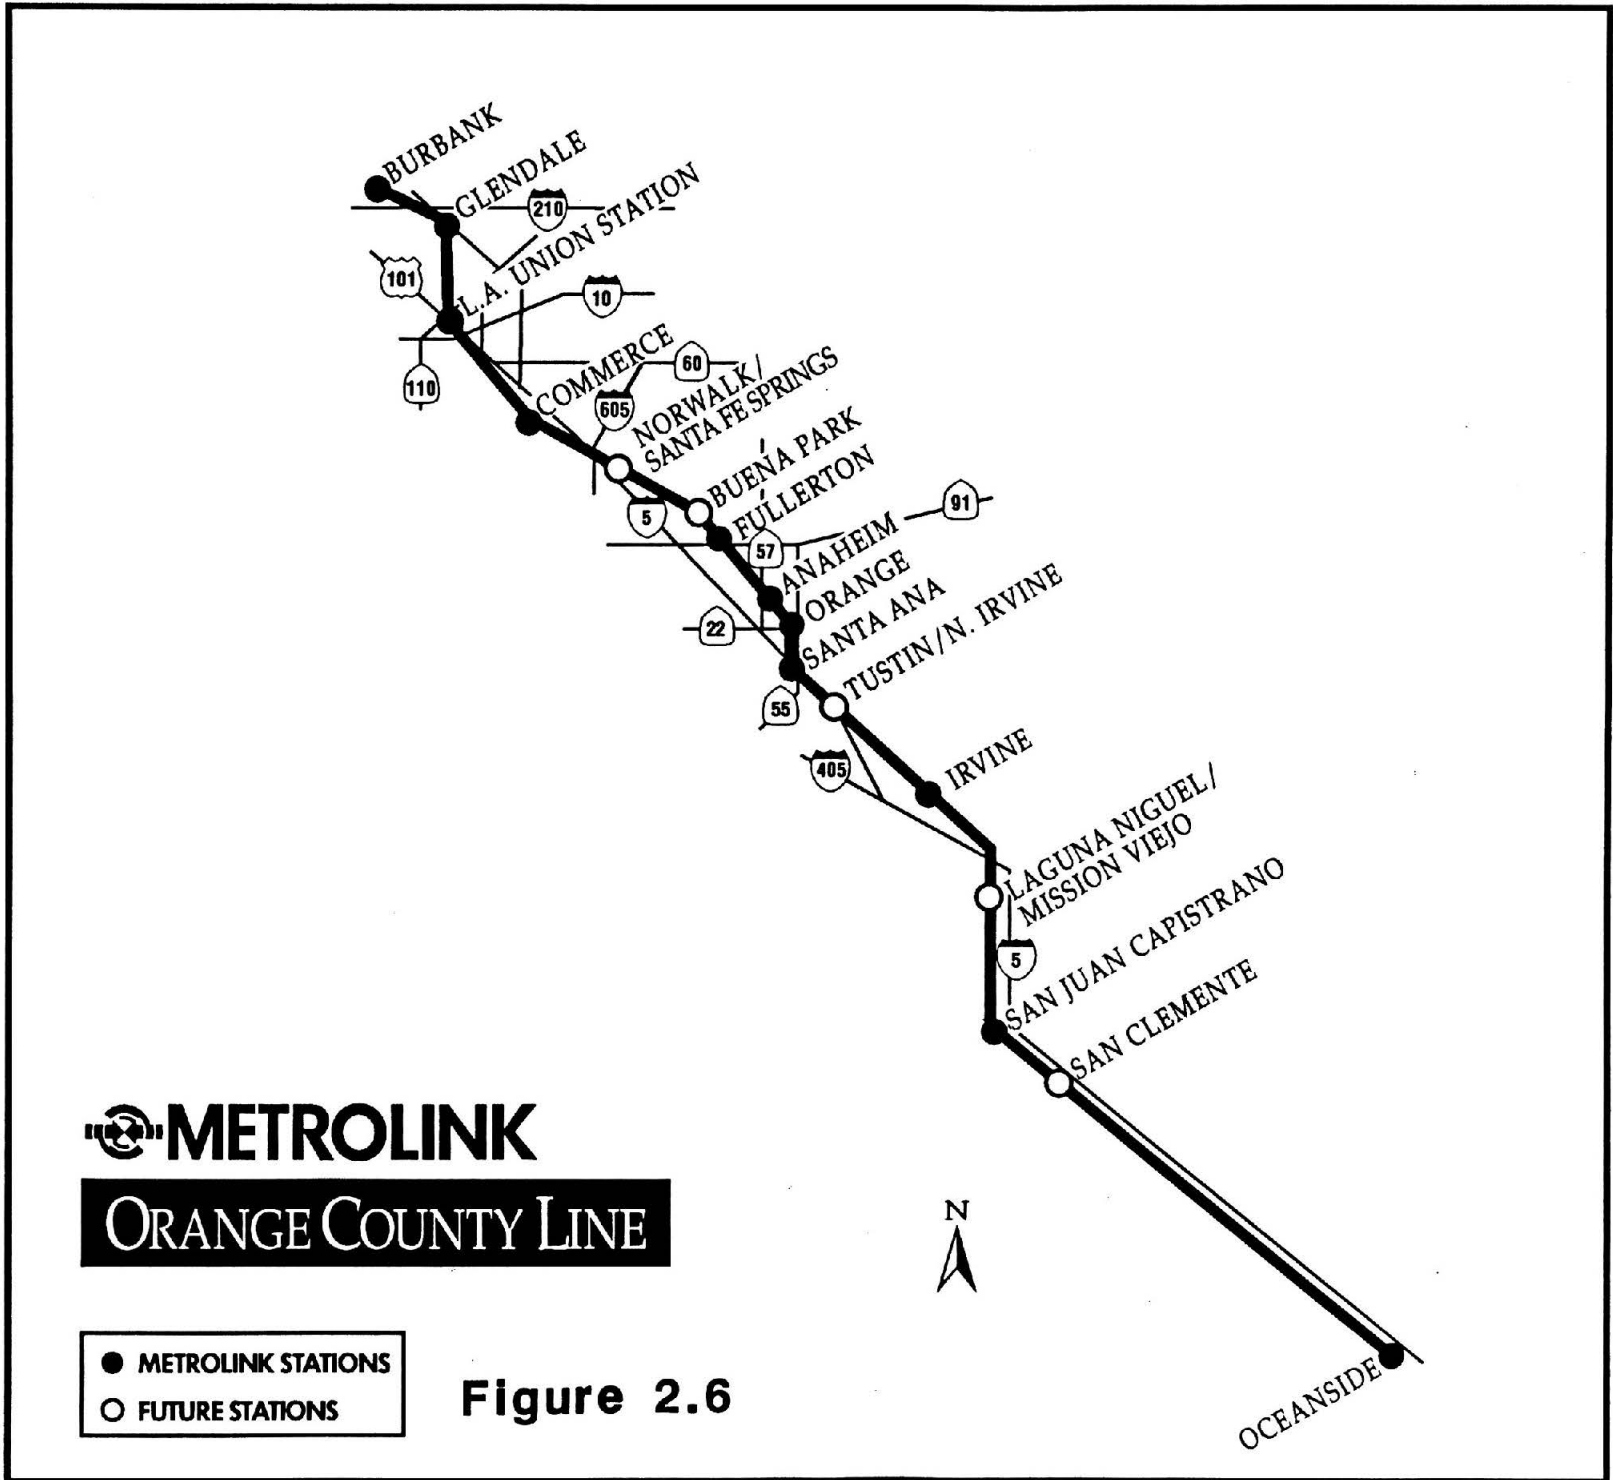 BURBANK
GLENDALE
210
L.A. UNION STATION
101
10
COMMERCE
60
110
605
NORWALK/
SANTA FE SPRINGS
BUENA PARK
5
FULLERTON
91
57
ANAHEIM
ORANGE
22
SANTA ANA
TUSTIN/N. IRVINE
55
IRVINE
405
LAGUNA NIGUEL/
MISSION VIEJO
5
SAN JUAN CAPISTRANO
SAN CLEMENTE
METROLINK
ORANGE COUNTY LINE
N
METROLINK STATIONS
FUTURE STATIONS
Figure 2.6
OCEANSIDE